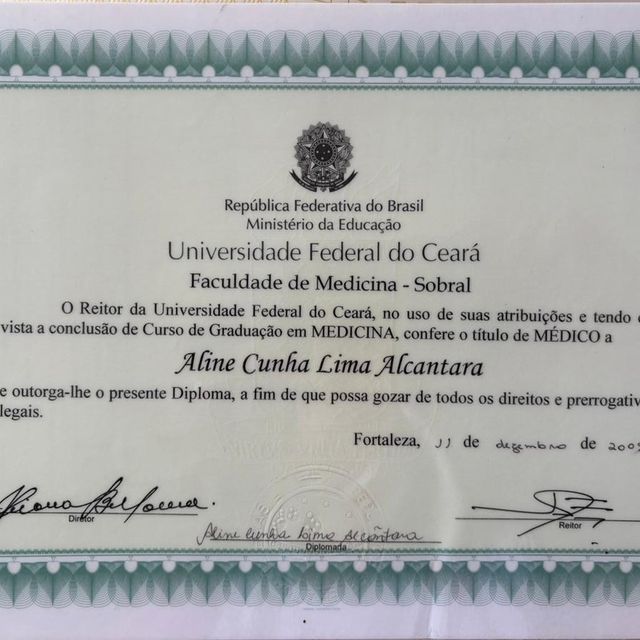 República Federativa do Brasil
Ministério da Educação
Universidade Federal do Ceará
Faculdade de Medicina - Sobral
O Reitor da Universidade Federal do Ceará, no uso de suas atribuições e tendo
vista a conclusão de Curso de Graduação em MEDICINA, confere o título de MÉDICO a
Aline Cunha Lima Alcantara
e outorga-lhe o presente Diploma, a fim de que possa gozar de todos os direitos e prerrogativ
legais.
Fortaleza, 11 de dezembro de
Diretor
Aline Cunha Lima Alcantara
Diplomada
Reitor